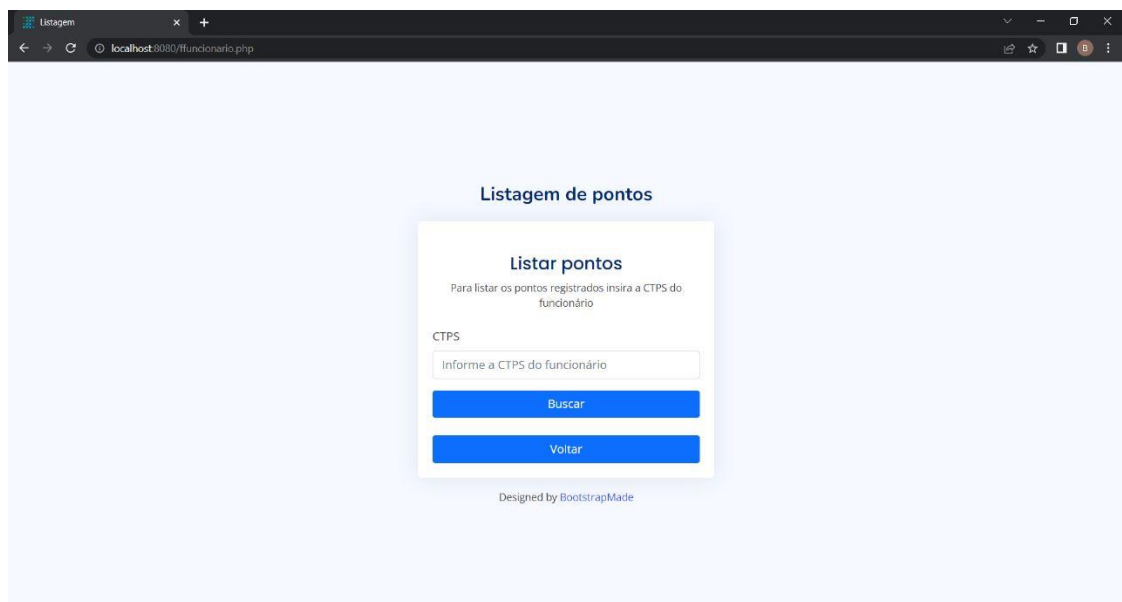 Listagem
localhost:8080/ffuncionario.php
B
Listagem de pontos
Listar pontos
Para listar os pontos registrados insira a CTPS do
funcionário
CTPS
Informe a CTPS do funcionário
Buscar
Voltar
Designed by BootstrapMade